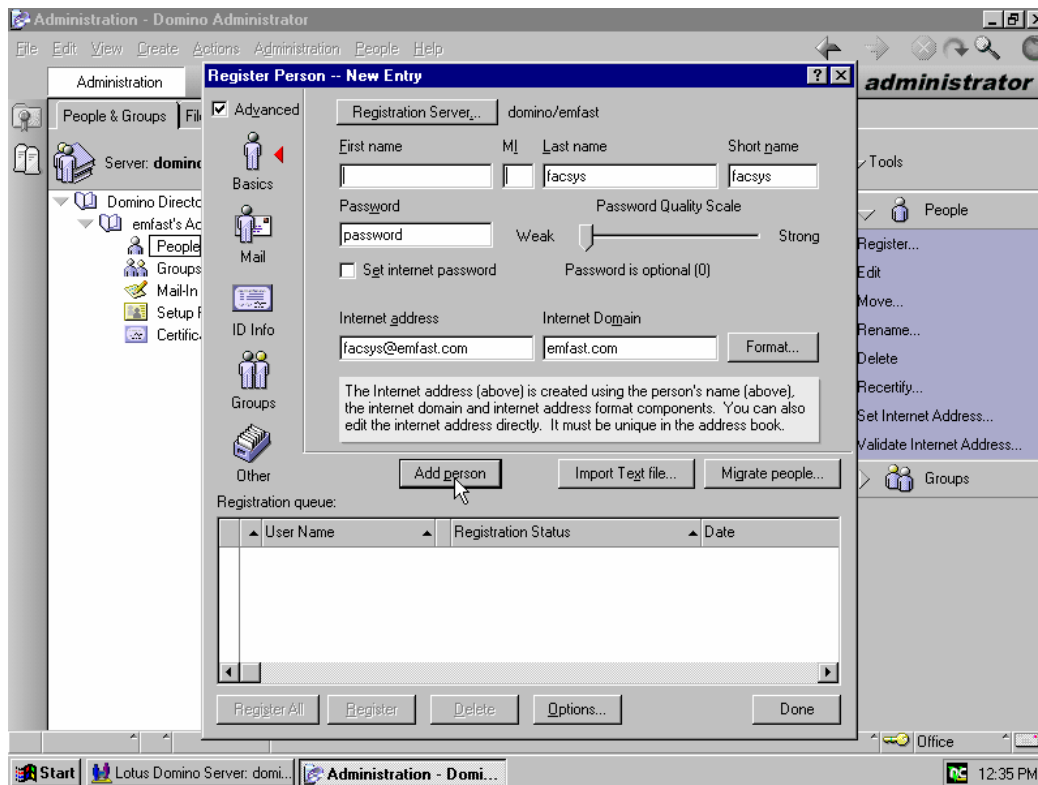 Administration - Domino Administrator
File Edit View Create Actions Administration People Help
Administration
administrator
People & Groups
Server: domino
Domino Directo
emfast's Ad
People
Groups
Mail-In
Setup P
Certific
Register Person -- New Entry
Advanced
Basics
Mail
ID Info
Groups
Other
Registration Server... domino/emfast
First name MI Last name Short name
facsys facsys
Password Password Quality Scale
password Weak Strong
Set internet password Password is optional (0)
Internet address Internet Domain
facsys@emfast.com emfast.com Format...
The Internet address (above) is created using the person's name (above),
the internet domain and internet address format components. You can also
edit the internet address directly. It must be unique in the address book.
Add person Import Text file... Migrate people...
Registration queue:
User Name Registration Status Date
Register All Register Delete Options... Done
Tools
People
Register...
Edit
Move...
Rename...
Delete
Recertify...
Set Internet Address...
Validate Internet Address...
Groups
Office
Start Lotus Domino Server: domi... Administration - Domi... 12:35 PM